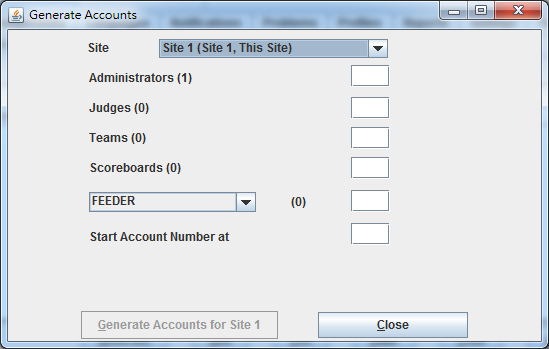 Generate Accounts
Site
Site 1 (Site 1, This Site)
Administrators (1)
Judges (0)
Teams (0)
Scoreboards (0)
FEEDER
(0)
Start Account Number at
Generate Accounts for Site 1
Close